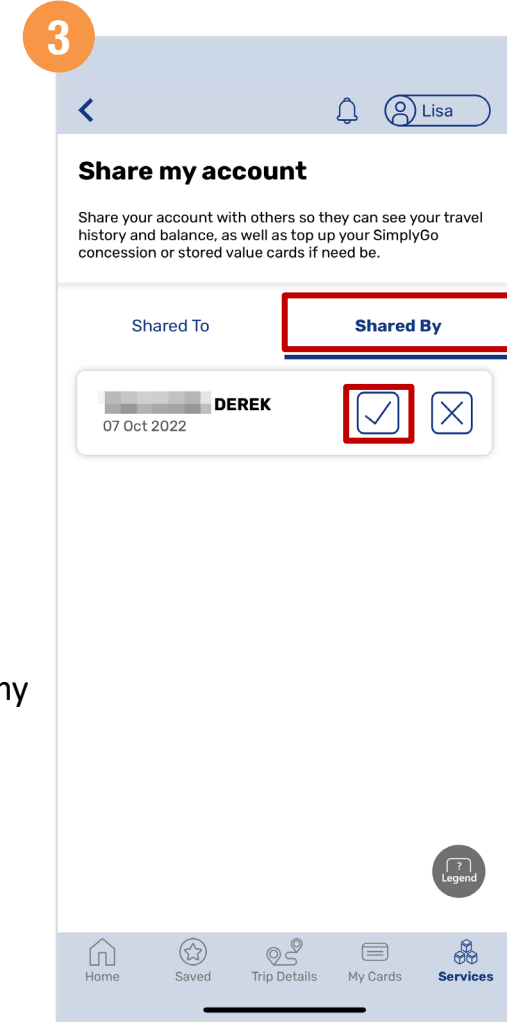 3
Lisa
Share my account
Share your account with others so they can see your travel
history and balance, as well as top up your SimplyGo
concession or stored value cards if need be.
Shared To
Shared By
DEREK
07 Oct 2022
?
Legend
Home
Saved
Trip Details
My Cards
Services